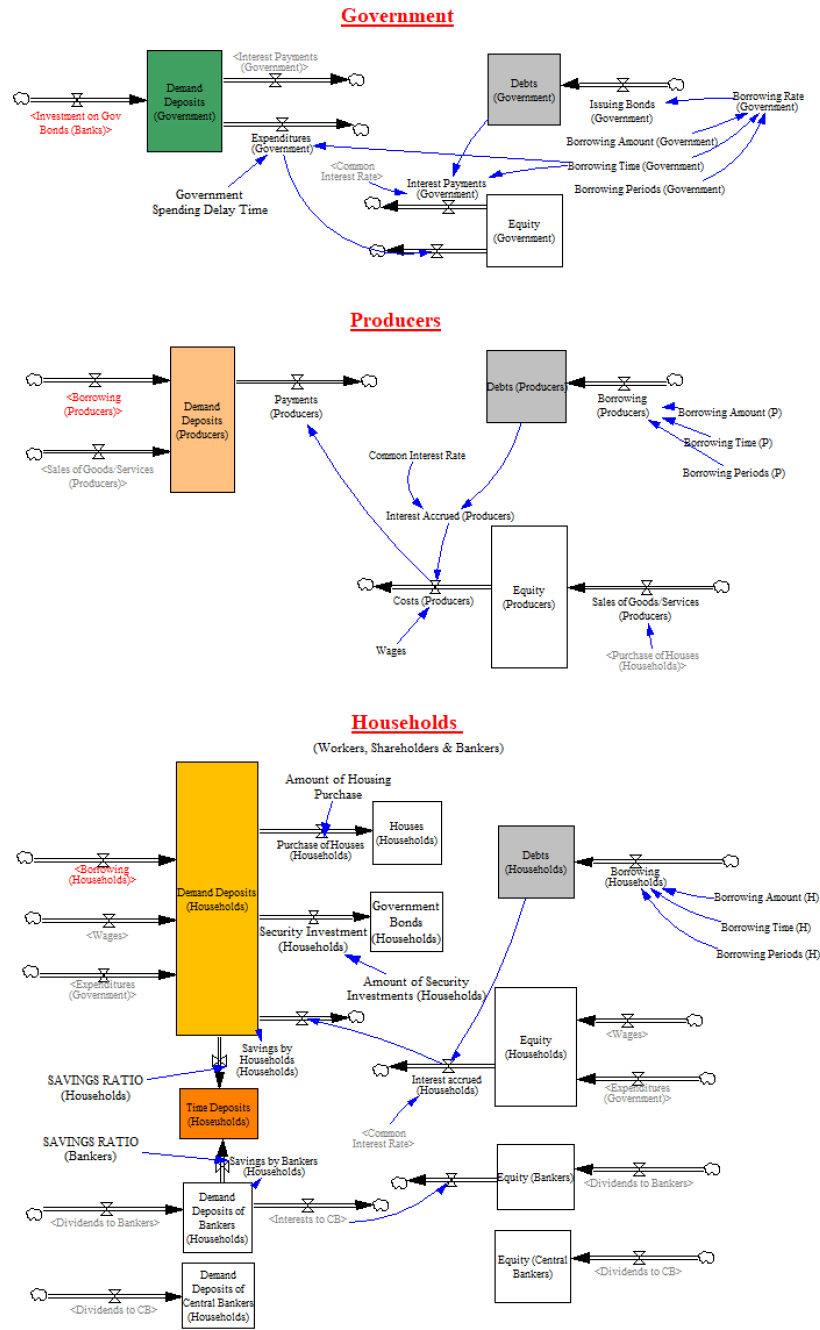 Government
<Interest Payments
(Government)>
<Investment on Gov
Bonds (Banks)>
Demand
Deposits
(Government)
Expenditures
(Government)
Government
Spending Delay Time
Debts
(Government)
Issuing Bonds
(Government)
Borrowing Rate
(Government)
Borrowing Amount (Government)
Borrowing Time (Government)
Borrowing Periods (Government)
<Common
Interest Rate>
Interest Payments
(Government)
Equity
(Government)
Producers
<Borrowing
(Producers)>
<Sales of Goods/Services
(Producers)>
Demand
Deposits
(Producers)
Payments
(Producers)
Debts (Producers)
Borrowing
(Producers)
Borrowing Amount (P)
Borrowing Time (P)
Borrowing Periods (P)
Common Interest Rate
Interest Accrued (Producers)
Costs (Producers)
Wages
Equity
(Producers)
Sales of Goods/Services
(Producers)
<Purchase of Houses
(Households)>
Households
(Workers, Shareholders & Bankers)
Amount of Housing
Purchase
<Borrowing
(Households)>
<Wages>
<Expenditures
(Government)>
Demand Deposits
(Households)
Purchase of Houses
(Households)
Houses
(Households)
Security Investment
(Households)
Government
Bonds
(Households)
Amount of Security
Investments (Households)
Debts
(Households)
Borrowing
(Households)
Borrowing Amount (H)
Borrowing Time (H)
Borrowing Periods (H)
Savings by
Households
(Households)
SAVINGS RATIO
(Households)
Time Deposits
(Hoseuholds)
Interest accrued
(Households)
<Common
Interest Rate>
Equity
(Households)
<Wages>
<Expenditures
(Government)>
SAVINGS RATIO
(Bankers)
Savings by Bankers
(Households)
<Dividends to Bankers>
Demand
Deposits of
Bankers
(Households)
<Interests to CB>
Equity (Bankers)
<Dividends to Bankers>
<Dividends to CB>
Demand
Deposits of
Central Bankers
(Households)
Equity (Central
Bankers)
<Dividends to CB>